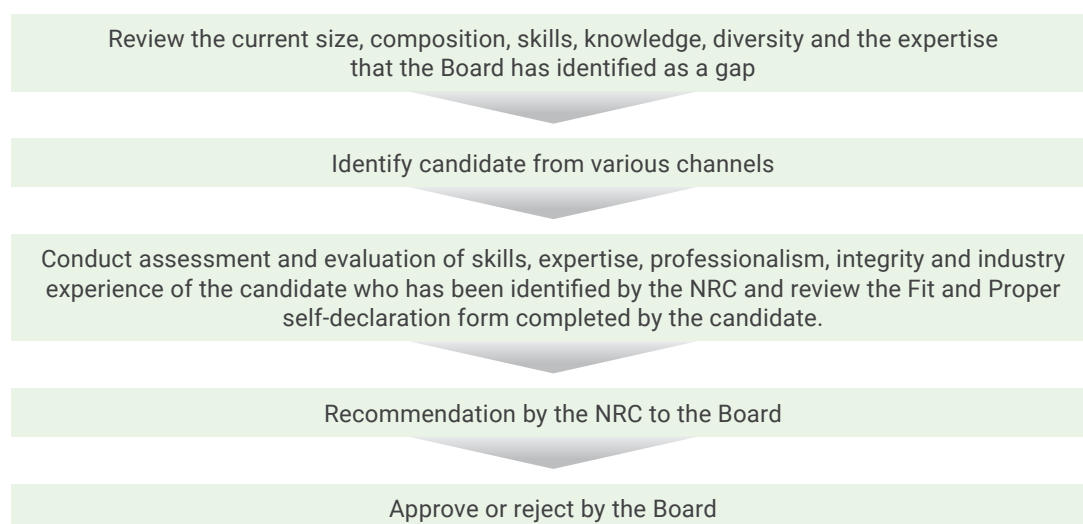 Review the current size, composition, skills, knowledge, diversity and the expertise
that the Board has identified as a gap
Identify candidate from various channels
Conduct assessment and evaluation of skills, expertise, professionalism, integrity and industry
experience of the candidate who has been identified by the NRC and review the Fit and Proper
self-declaration form completed by the candidate.
Recommendation by the NRC to the Board
Approve or reject by the Board